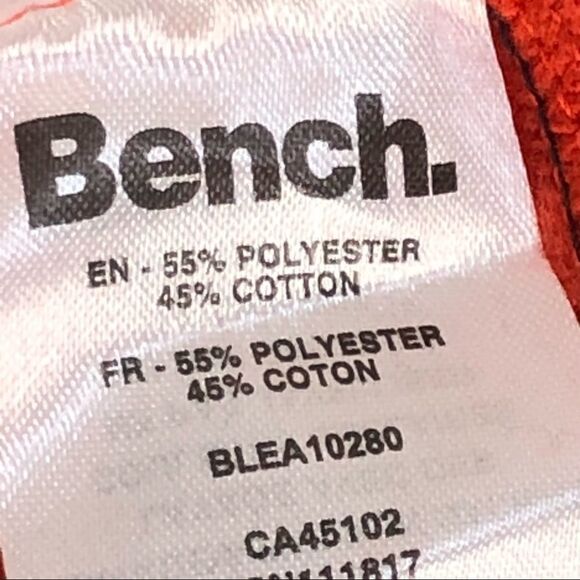 Bench.
EN - 55% POLYESTER
45% COTTON
FR - 55% POLYESTER
45% COTON
BLEA10280
CA45102